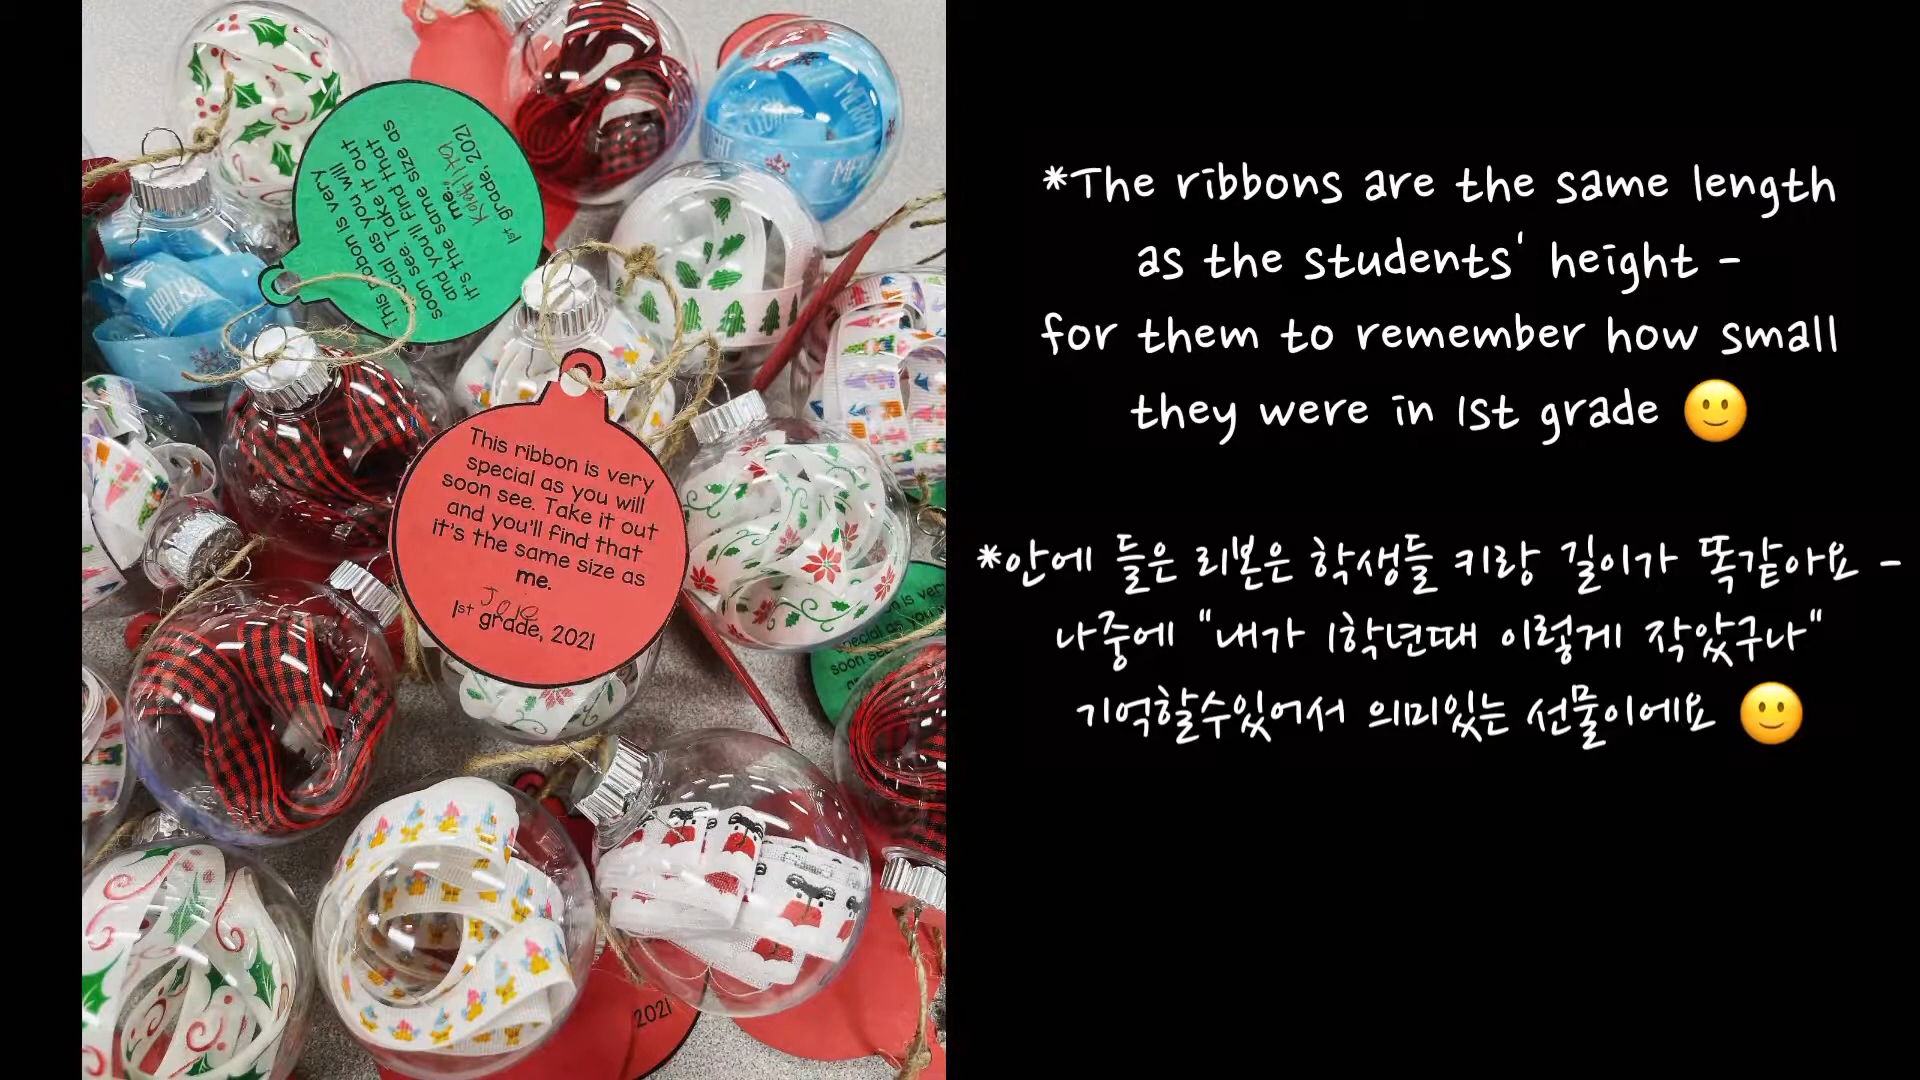 This ribbon is very
special as you will
soon see. Take it out
and you'll find that
it's the same size as
me.
1st grade, 2021
This ribbon is very
special as you will
soon see. Take it out
and you'll find that
it's the same size as
me.
1st grade, 2021
MERRY
special as you
soon see
2021
*The ribbons are the same length
as the students' height -
for them to remember how small
they were in 1st grade 🙂
*안에 들은 리본은 학생들 키랑 길이가 똑같아요 -
나중에 "내가 1학년때 이렇게 작았구나"
기억할수있어서 의미있는 선물이에요 🙂